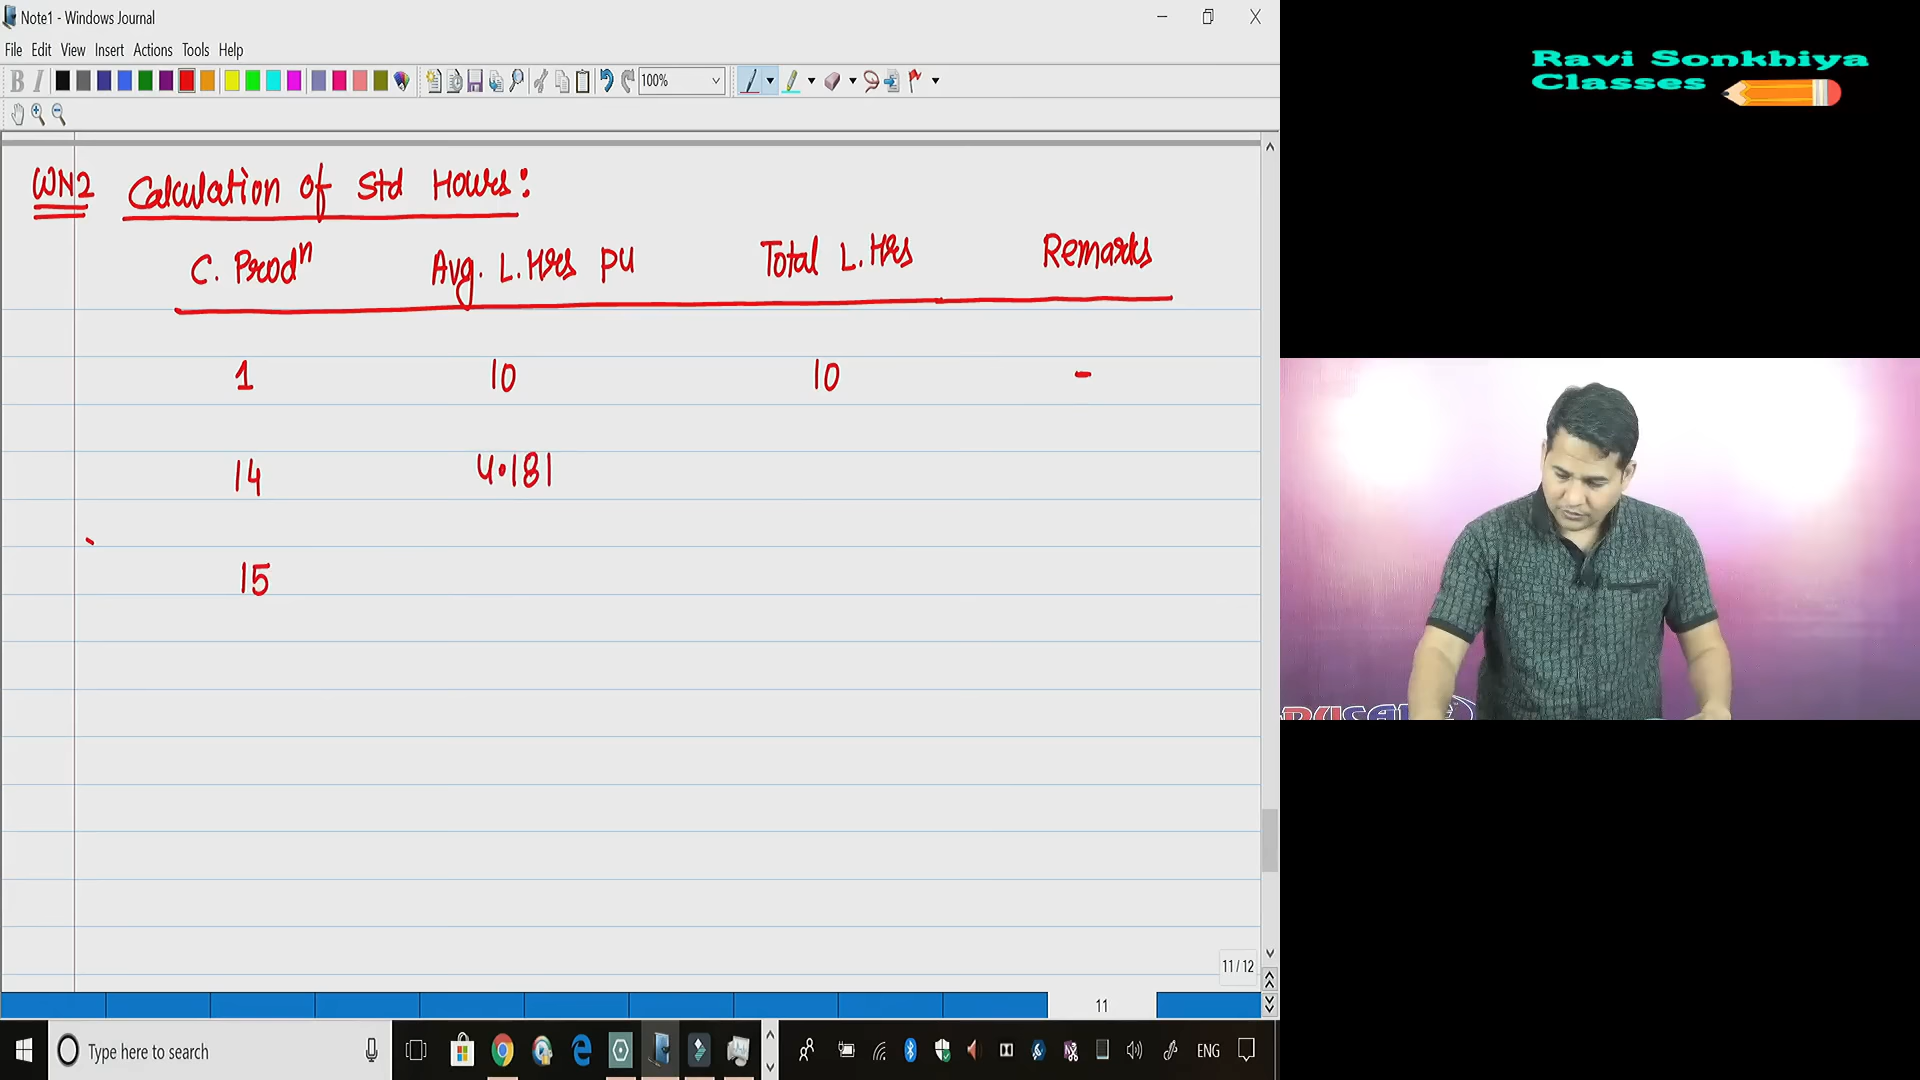 Note1 - Windows Journal
File Edit View Insert Actions Tools Help
B I 100%
WN2 Calculation of Std Hours:
C. Prodⁿ Avg. L.Hrs PU Total L.Hrs Remarks
1 10 10 -
14 4.181
15
11 / 12
11
Type here to search
ENG
Ravi Sonkhiya
Classes